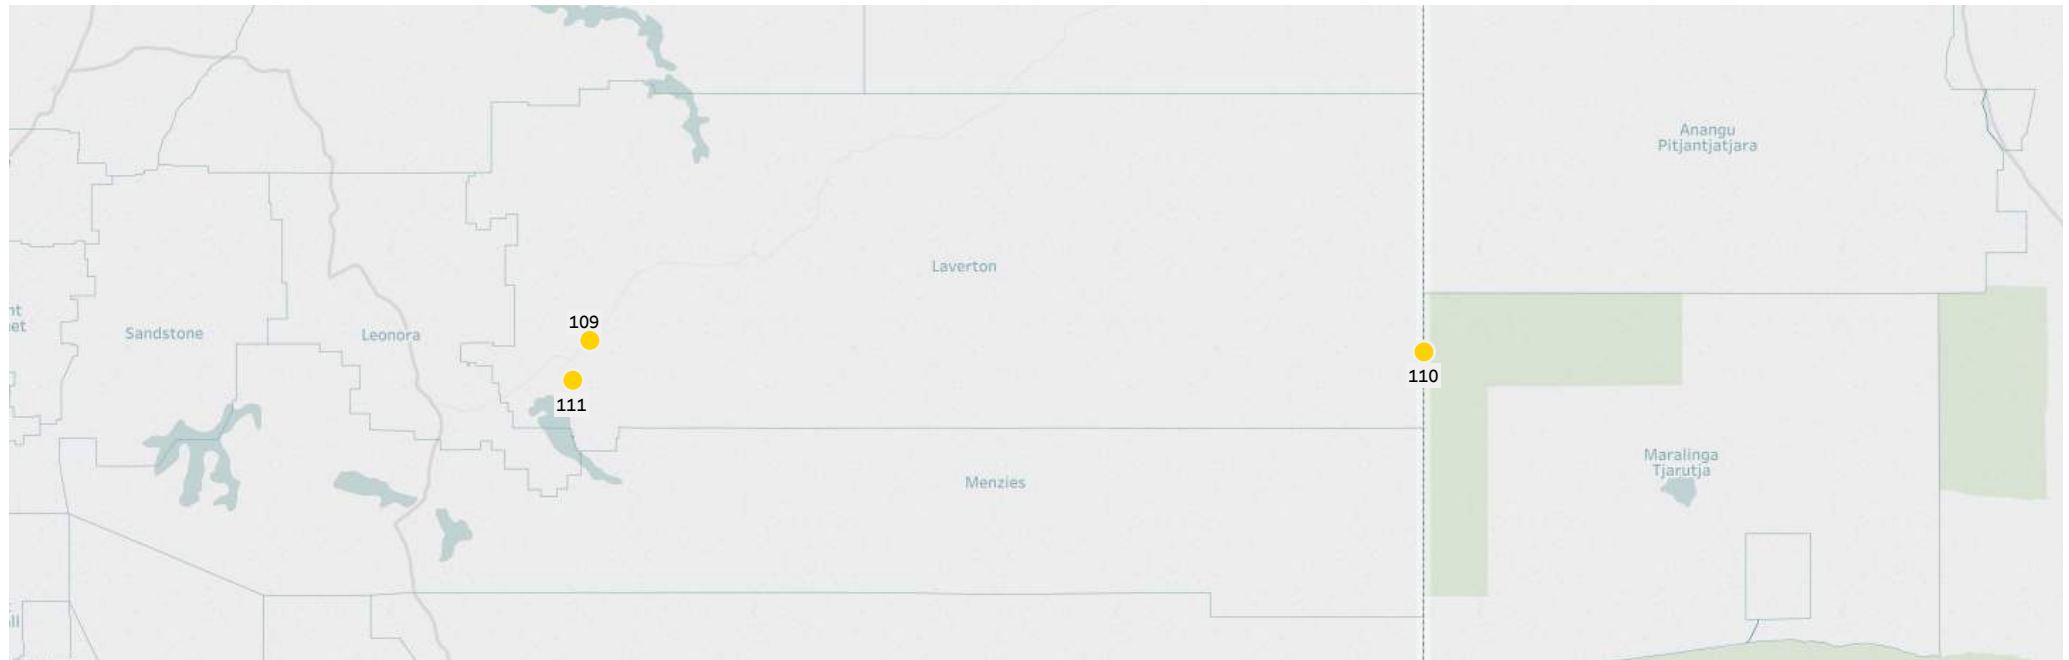 Anangu
Pitjantjatjara
Laverton
109
Sandstone
Leonora
110
111
Maralinga
Tjarutja
Menzies